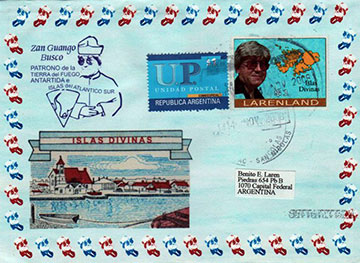 Zan Guango
Busco
PATRONO de la
TIERRA del FUEGO
ANTARTIDA e
ISLAS del ATLANTICO SUR
UP
UNIDAD POSTAL
REPUBLICA ARGENTINA
Islas
Divinas
LARENLAND
ISLAS DIVINAS
Benito E. Laren
Piedras 654 Pb B
1070 Capital Federal
ARGENTINA